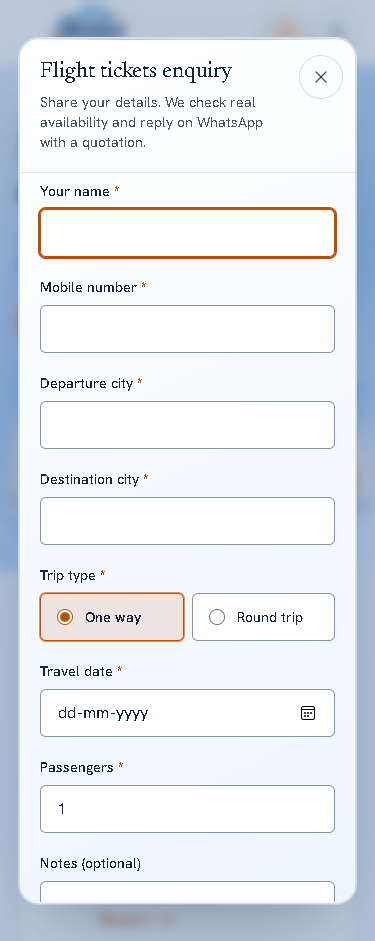 Flight tickets enquiry
Share your details. We check real
availability and reply on WhatsApp
with a quotation.
Your name *
Mobile number *
Departure city *
Destination city *
Trip type *
One way
Round trip
Travel date *
dd-mm-yyyy
Passengers *
1
Notes (optional)